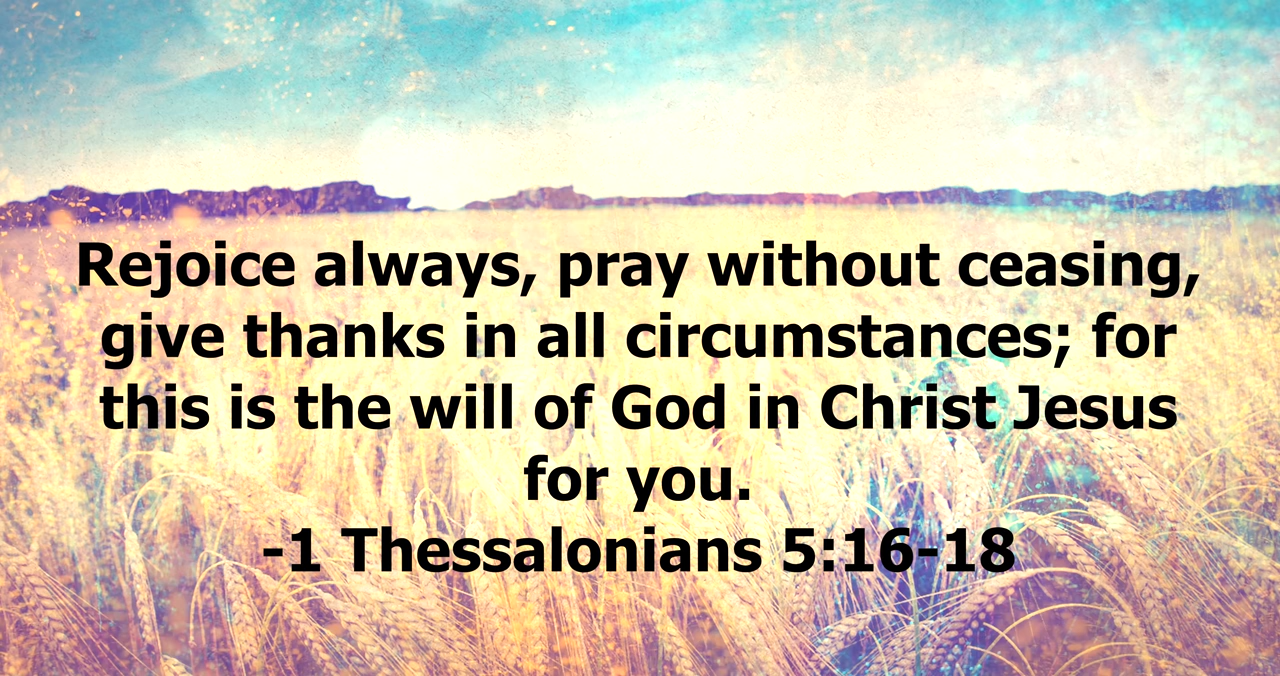 Rejoice always, pray without ceasing,
give thanks in all circumstances; for
this is the will of God in Christ Jesus
for you.
-1 Thessalonians 5:16-18